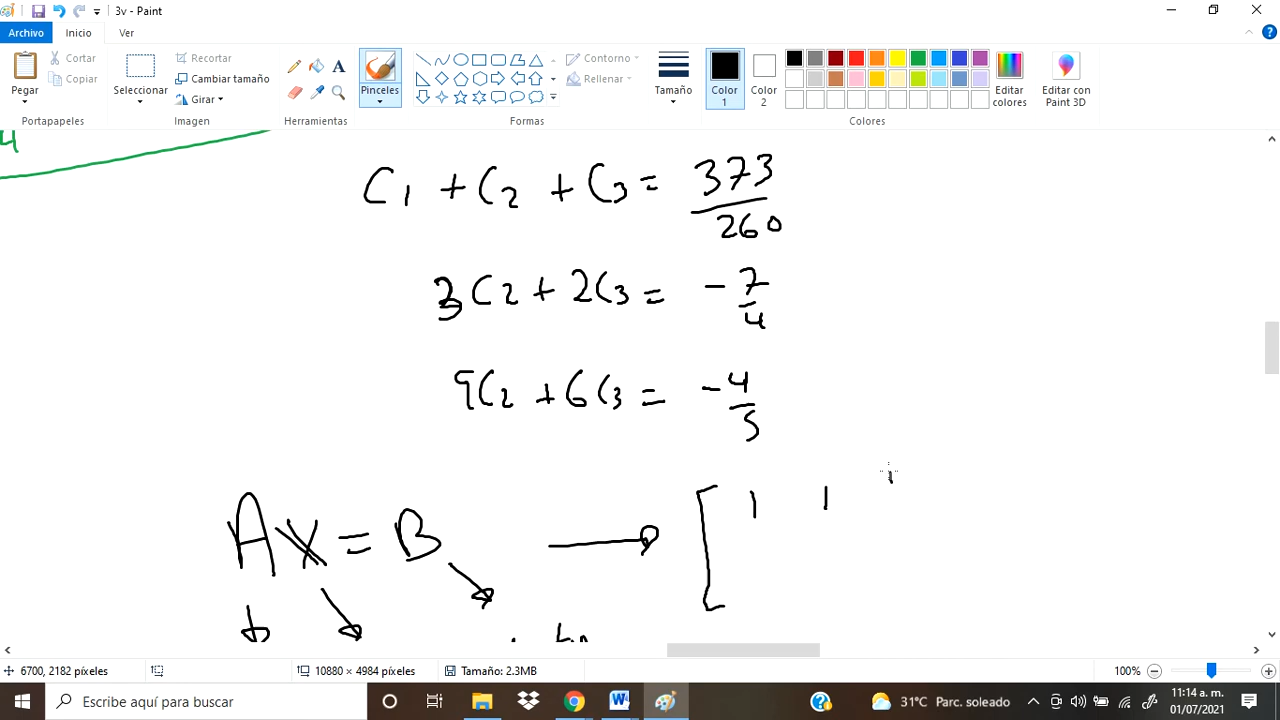 3v - Paint
Archivo Inicio Ver
Pegar Cortar Copiar Portapapeles
Seleccionar Recortar Cambiar tamaño Girar Imagen
A Herramientas
Pinceles
Contorno Rellenar Formas
Tamaño
Color 1 Color 2 Editar colores Editar con Paint 3D Colores
4
C1 + C2 + C3 = 373/260
3C2 + 2C3 = -7/4
9C2 + 6C3 = -4/5
AX = B → [ 1 1 1
6700, 2182 píxeles 10880 × 4984 píxeles Tamaño: 2.3MB 100%
Escribe aquí para buscar 31°C Parc. soleado 11:14 a. m.
01/07/2021